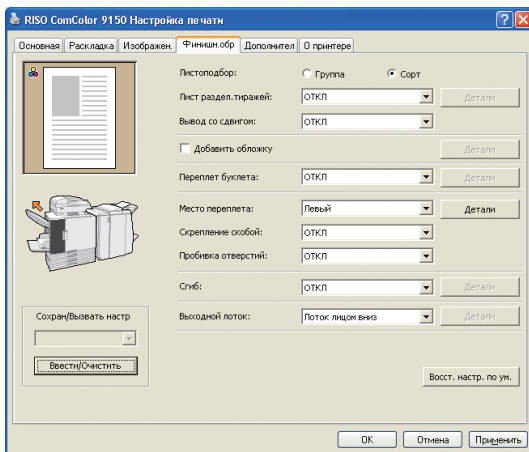 RISO ComColor 9150 Настройка печати
Основная Раскладка Изображен. Финишн.обр Дополнител О принтере
Листоподбор: Группа Сорт
Лист раздел.тиражей: ОТКЛ Детали
Вывод со сдвигом: ОТКЛ
Добавить обложку Детали
Переплет буклета: ОТКЛ Детали
Место переплета: Левый Детали
Скрепление скобой: ОТКЛ
Пробивка отверстий: ОТКЛ
Сгиб: ОТКЛ Детали
Сохран/Вызвать настр
Выходной лоток: Лоток лицом вниз Детали
Ввести/Очистить
Восст. настр. по ум.
OK Отмена Применить